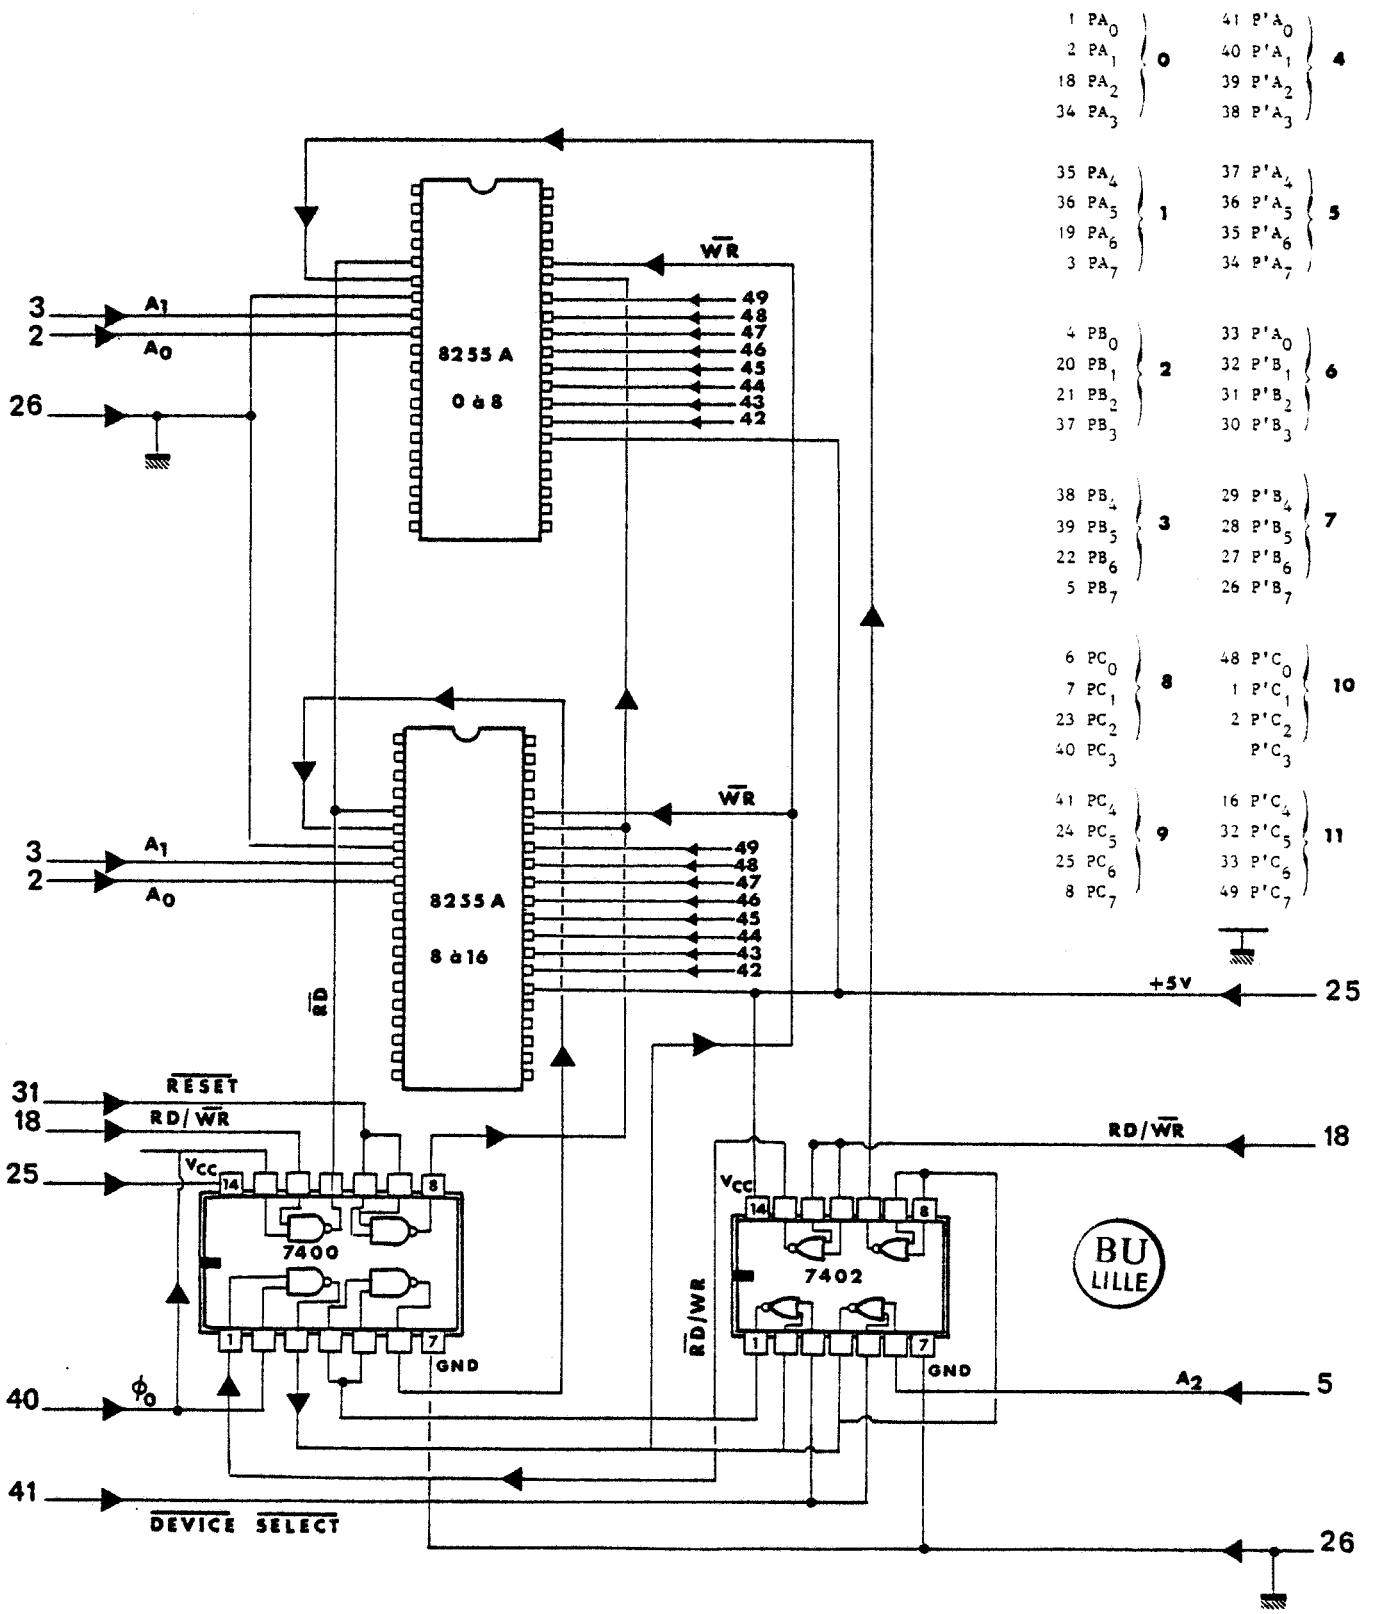 1 PA0 41 P'A0
2 PA1 0 40 P'A1 4
18 PA2 39 P'A2
34 PA3 38 P'A3
35 PA4 37 P'A4
36 PA5 1 36 P'A5 5
19 PA6 35 P'A6
3 PA7 34 P'A7
4 PB0 33 P'A0
20 PB1 2 32 P'B1 6
21 PB2 31 P'B2
37 PB3 30 P'B3
38 PB4 29 P'B4
39 PB5 3 28 P'B5 7
22 PB6 27 P'B6
5 PB7 26 P'B7
6 PC0 48 P'C0
7 PC1 8 1 P'C1 10
23 PC2 2 P'C2
40 PC3 P'C3
41 PC4 16 P'C4
24 PC5 9 32 P'C5 11
25 PC6 33 P'C6
8 PC7 49 P'C7
WR
3 A1
2 A0
26
8255A
0 à 8
49
48
47
46
45
44
43
42
WR
3 A1
2 A0
8255A
8 à 16
49
48
47
46
45
44
43
42
RD
+5V 25
31 RESET
18 RD/WR
25 VCC 14 8
7400
1 7
GND
40 ϕ0
41
DEVICE SELECT
RD/WR 18
VCC 14 8
7402
1 7
GND
RD/WR
BU
LILLE
A2 5
26